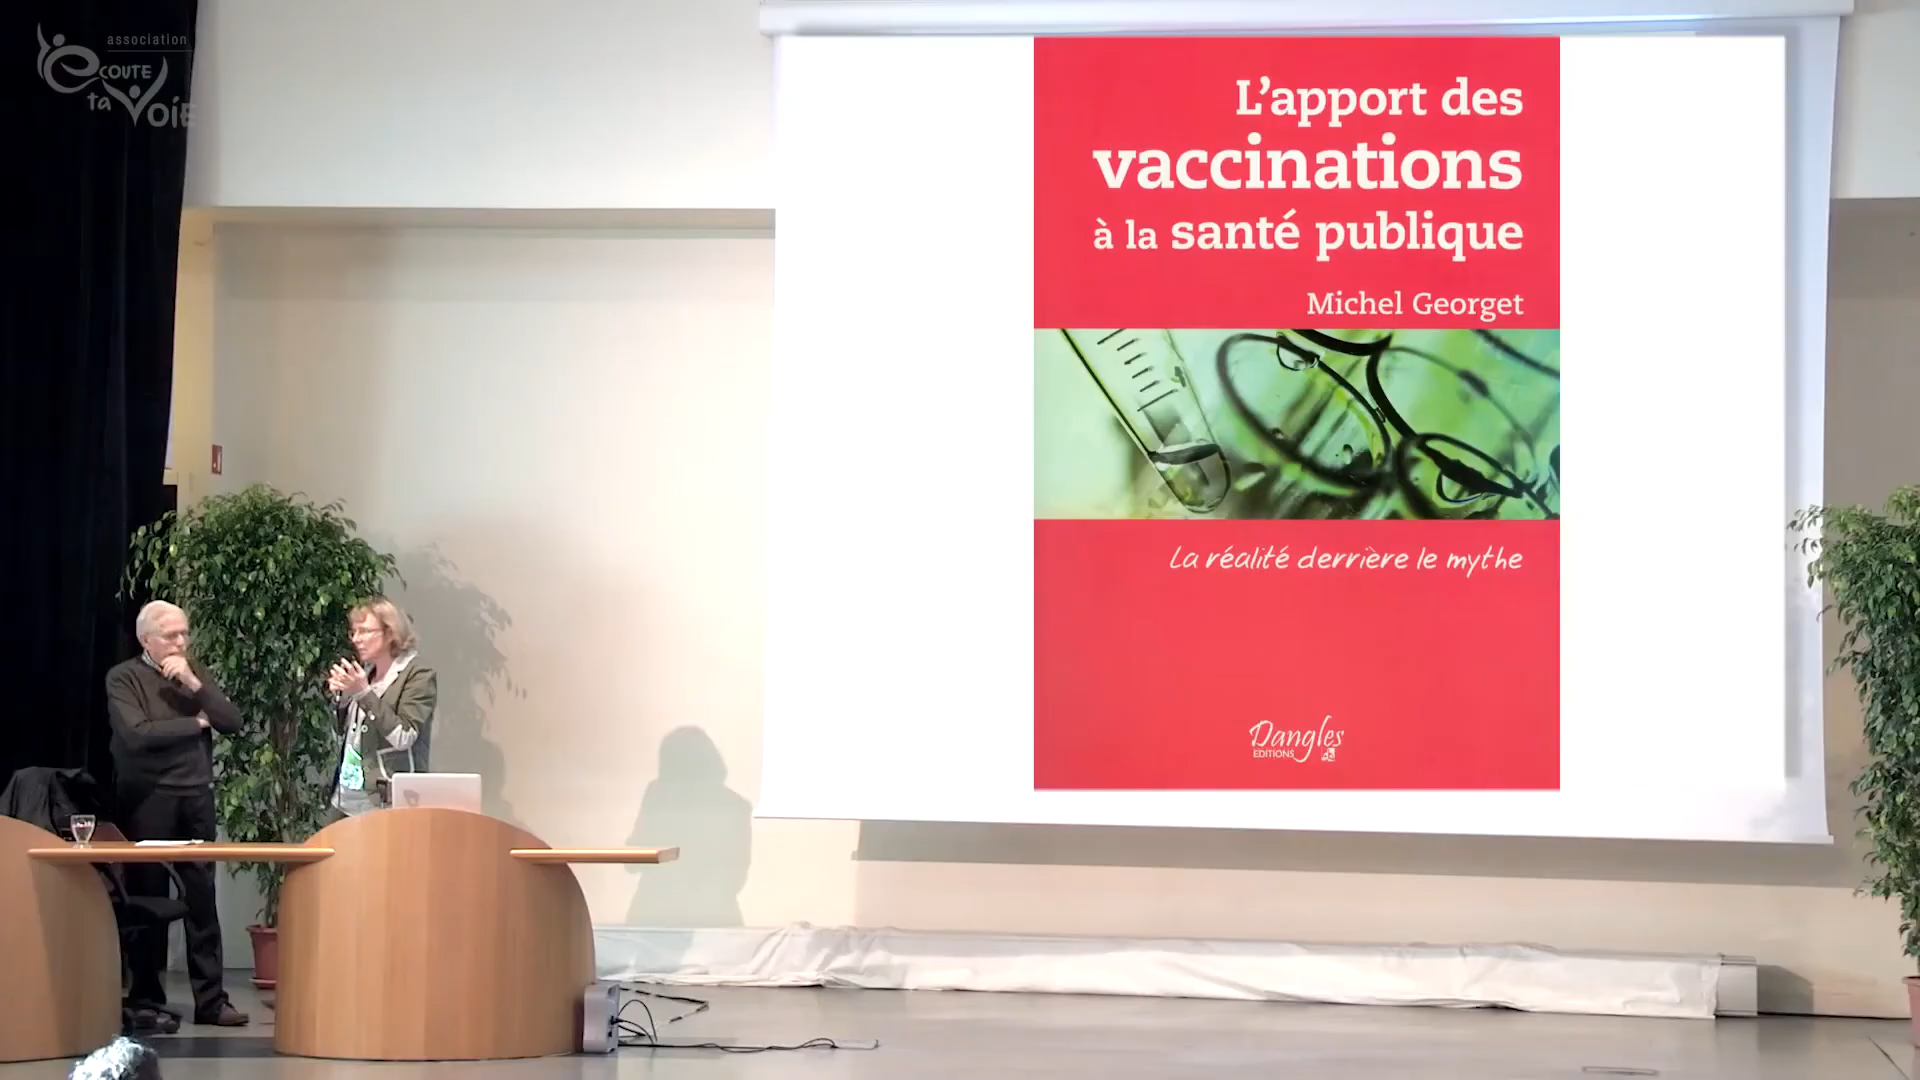 association
écoute
ta Voie
L'apport des
vaccinations
à la santé publique
Michel Georget
La réalité derrière le mythe
Dangles
EDITIONS